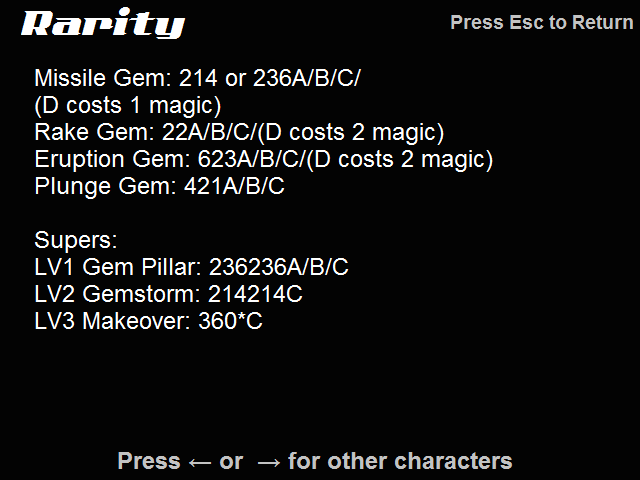 Rarity
Press Esc to Return
Missile Gem: 214 or 236A/B/C/
(D costs 1 magic)
Rake Gem: 22A/B/C/(D costs 2 magic)
Eruption Gem: 623A/B/C/(D costs 2 magic)
Plunge Gem: 421A/B/C
Supers:
LV1 Gem Pillar: 236236A/B/C
LV2 Gemstorm: 214214C
LV3 Makeover: 360*C
Press ← or → for other characters